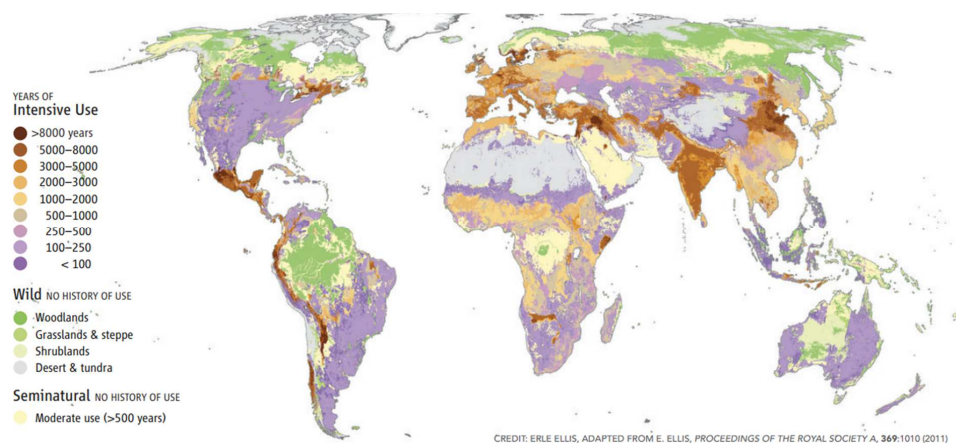 YEARS OF
Intensive Use
>8000 years
5000–8000
3000–5000
2000–3000
1000–2000
500–1000
250–500
100–250
< 100
Wild NO HISTORY OF USE
Woodlands
Grasslands & steppe
Shrublands
Desert & tundra
Seminatural NO HISTORY OF USE
Moderate use (>500 years)
CREDIT: ERLE ELLIS, ADAPTED FROM E. ELLIS, PROCEEDINGS OF THE ROYAL SOCIETY A, 369:1010 (2011)